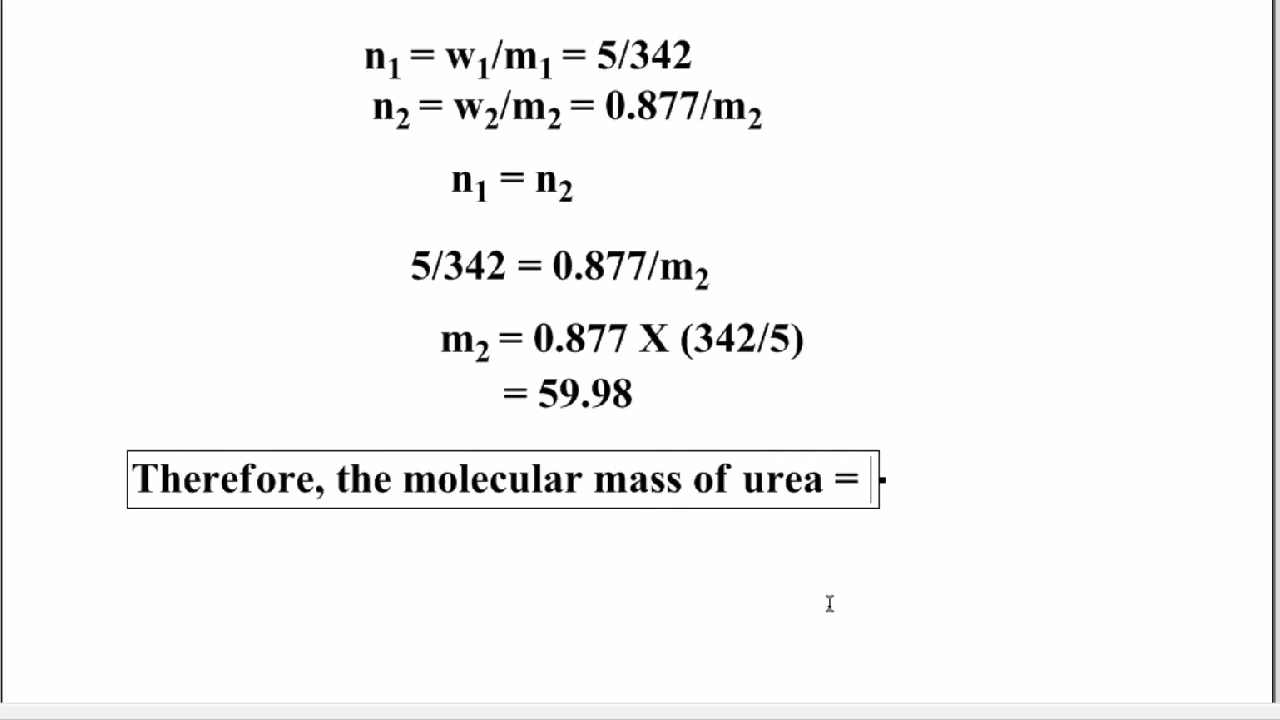 n₁ = w₁/m₁ = 5/342
n₂ = w₂/m₂ = 0.877/m₂
n₁ = n₂
5/342 = 0.877/m₂
m₂ = 0.877 X (342/5)
= 59.98
Therefore, the molecular mass of urea =